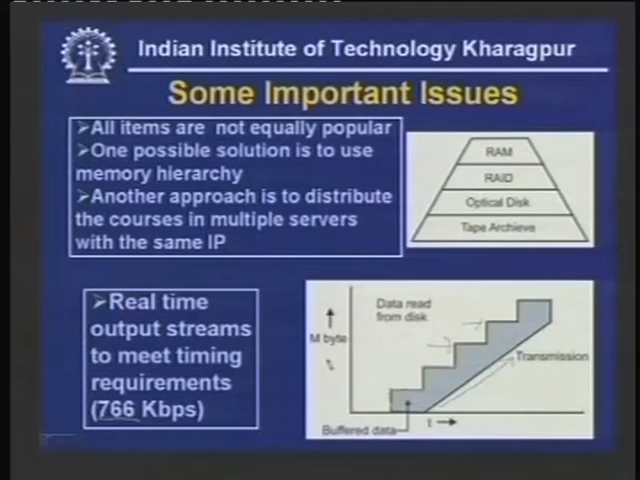 Indian Institute of Technology Kharagpur
Some Important Issues
➢All items are not equally popular
➢One possible solution is to use
memory hierarchy
➢Another approach is to distribute
the courses in multiple servers
with the same IP
RAM
RAID
Optical Disk
Tape Archieve
➢Real time
output streams
to meet timing
requirements
(766 Kbps)
Data read
from disk
M byte
Transmission
Buffered data
t